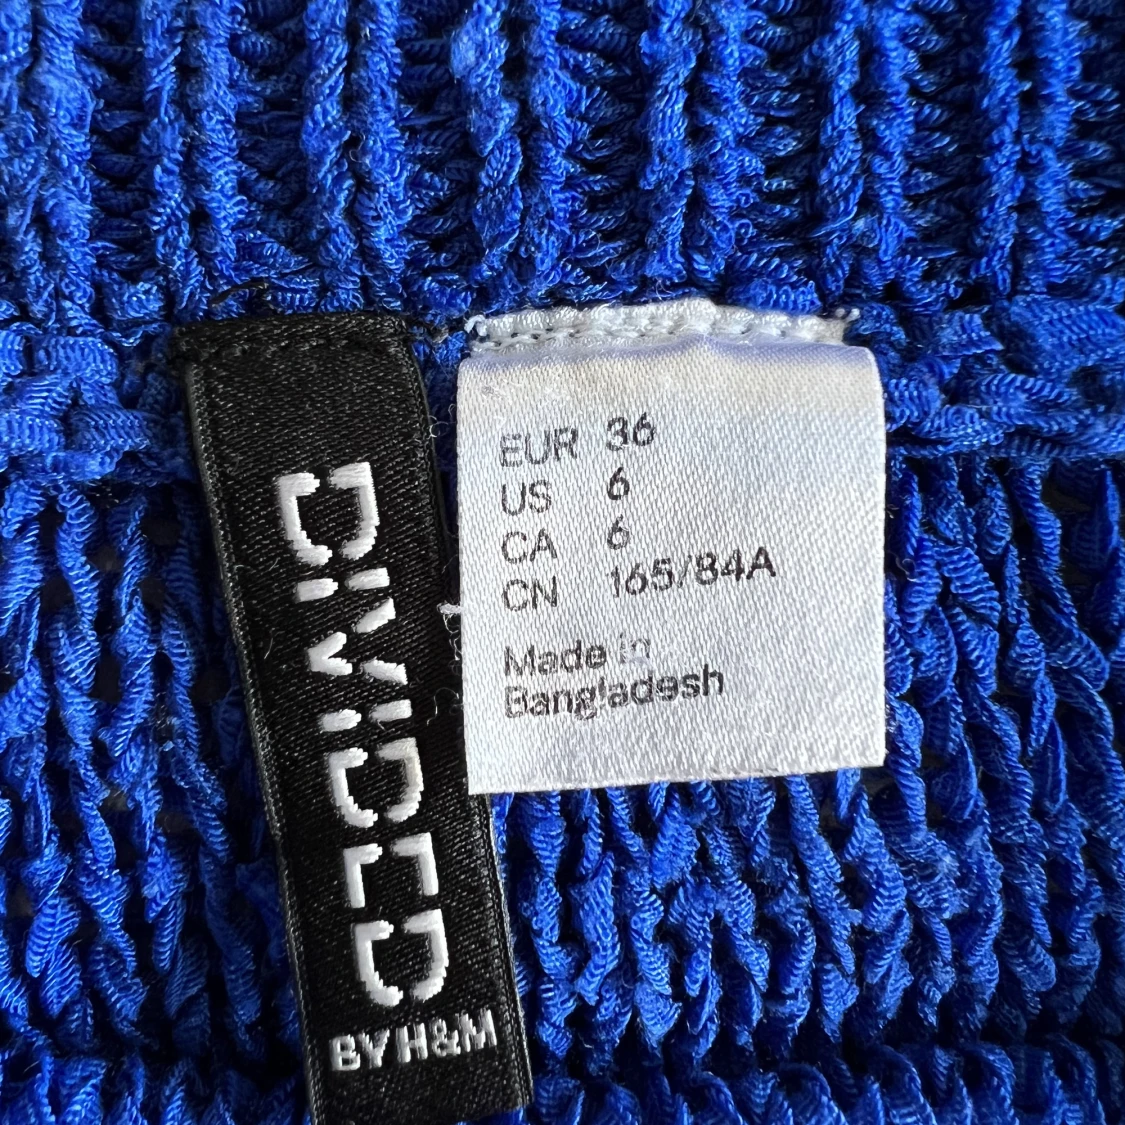 DIVIDED
BY H&M
EUR 36
US 6
CA 6
CN 165/84A
Made in
Bangladesh